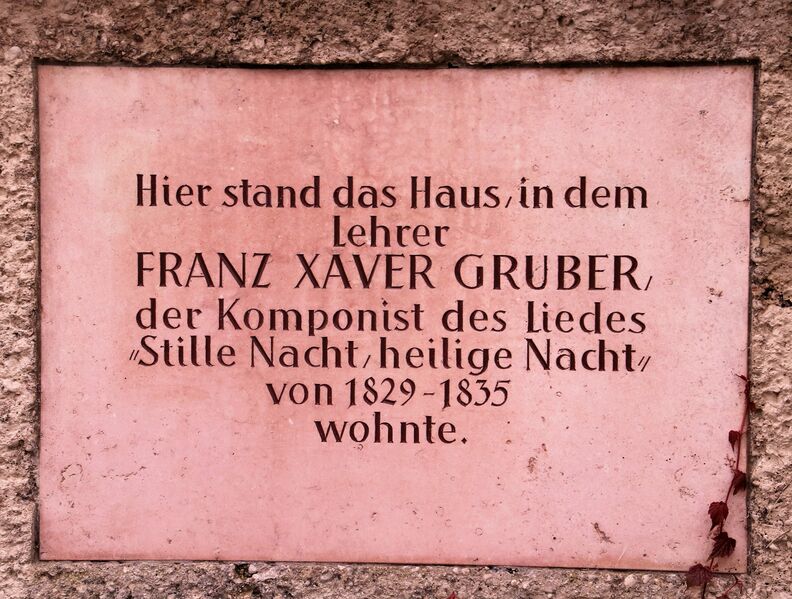 Hier stand das Haus, in dem
Lehrer
FRANZ XAVER GRUBER,
der Komponist des Liedes
„Stille Nacht, heilige Nacht"
von 1829-1835
wohnte.